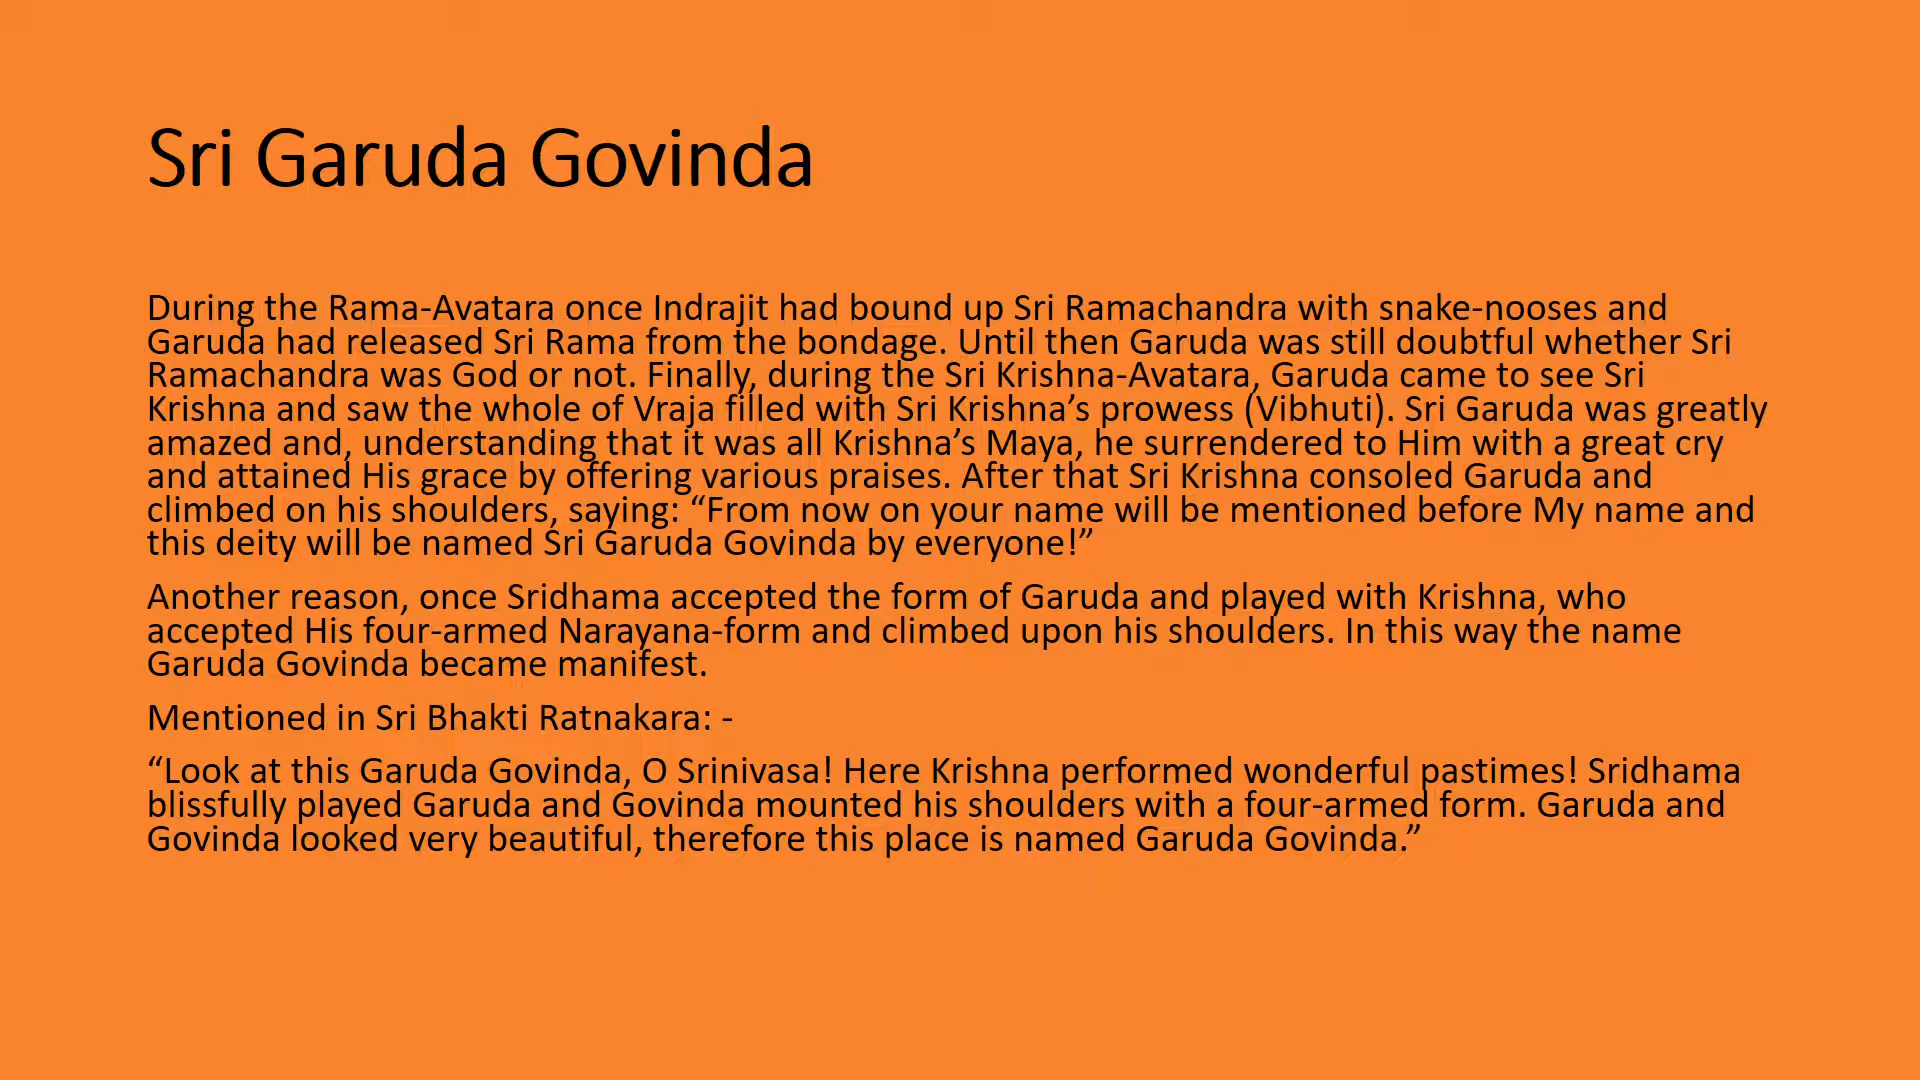 Sri Garuda Govinda
During the Rama-Avatara once Indrajit had bound up Sri Ramachandra with snake-nooses and
Garuda had released Sri Rama from the bondage. Until then Garuda was still doubtful whether Sri
Ramachandra was God or not. Finally, during the Sri Krishna-Avatara, Garuda came to see Sri
Krishna and saw the whole of Vraja filled with Sri Krishna’s prowess (Vibhuti). Sri Garuda was greatly
amazed and, understanding that it was all Krishna’s Maya, he surrendered to Him with a great cry
and attained His grace by offering various praises. After that Sri Krishna consoled Garuda and
climbed on his shoulders, saying: “From now on your name will be mentioned before My name and
this deity will be named Sri Garuda Govinda by everyone!”
Another reason, once Sridhama accepted the form of Garuda and played with Krishna, who
accepted His four-armed Narayana-form and climbed upon his shoulders. In this way the name
Garuda Govinda became manifest.
Mentioned in Sri Bhakti Ratnakara: -
“Look at this Garuda Govinda, O Srinivasa! Here Krishna performed wonderful pastimes! Sridhama
blissfully played Garuda and Govinda mounted his shoulders with a four-armed form. Garuda and
Govinda looked very beautiful, therefore this place is named Garuda Govinda.”